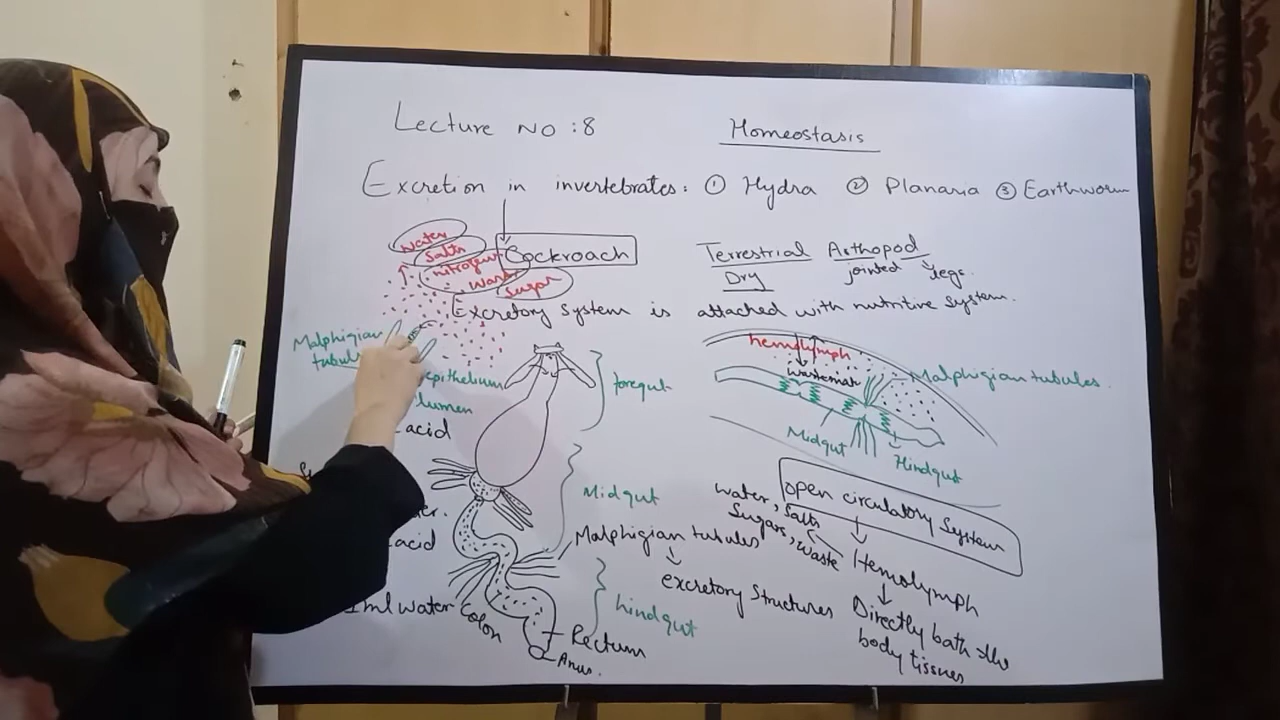 Lecture No : 8
Homeostasis
Excretion in invertebrates : ① Hydra ② Planaria ③ Earthworm
water
salts
nitrogen
waste
sugar
Cockroach
Terrestrial Arthopod
Dry
jointed legs.
Excretory System is attached with nutritive system.
Malphigian
tubule
epithelium
lumen
acid
acid
1ml water
foregut
Midgut
Malphigian tubules
excretory structures
hindgut
Colon
Rectum
Anus.
hemolymph
Malphigian tubules.
Midgut
Hindgut
open circulatory System
water, Salts
Sugars, waste
Hemolymph
Directly bath the
body tissues